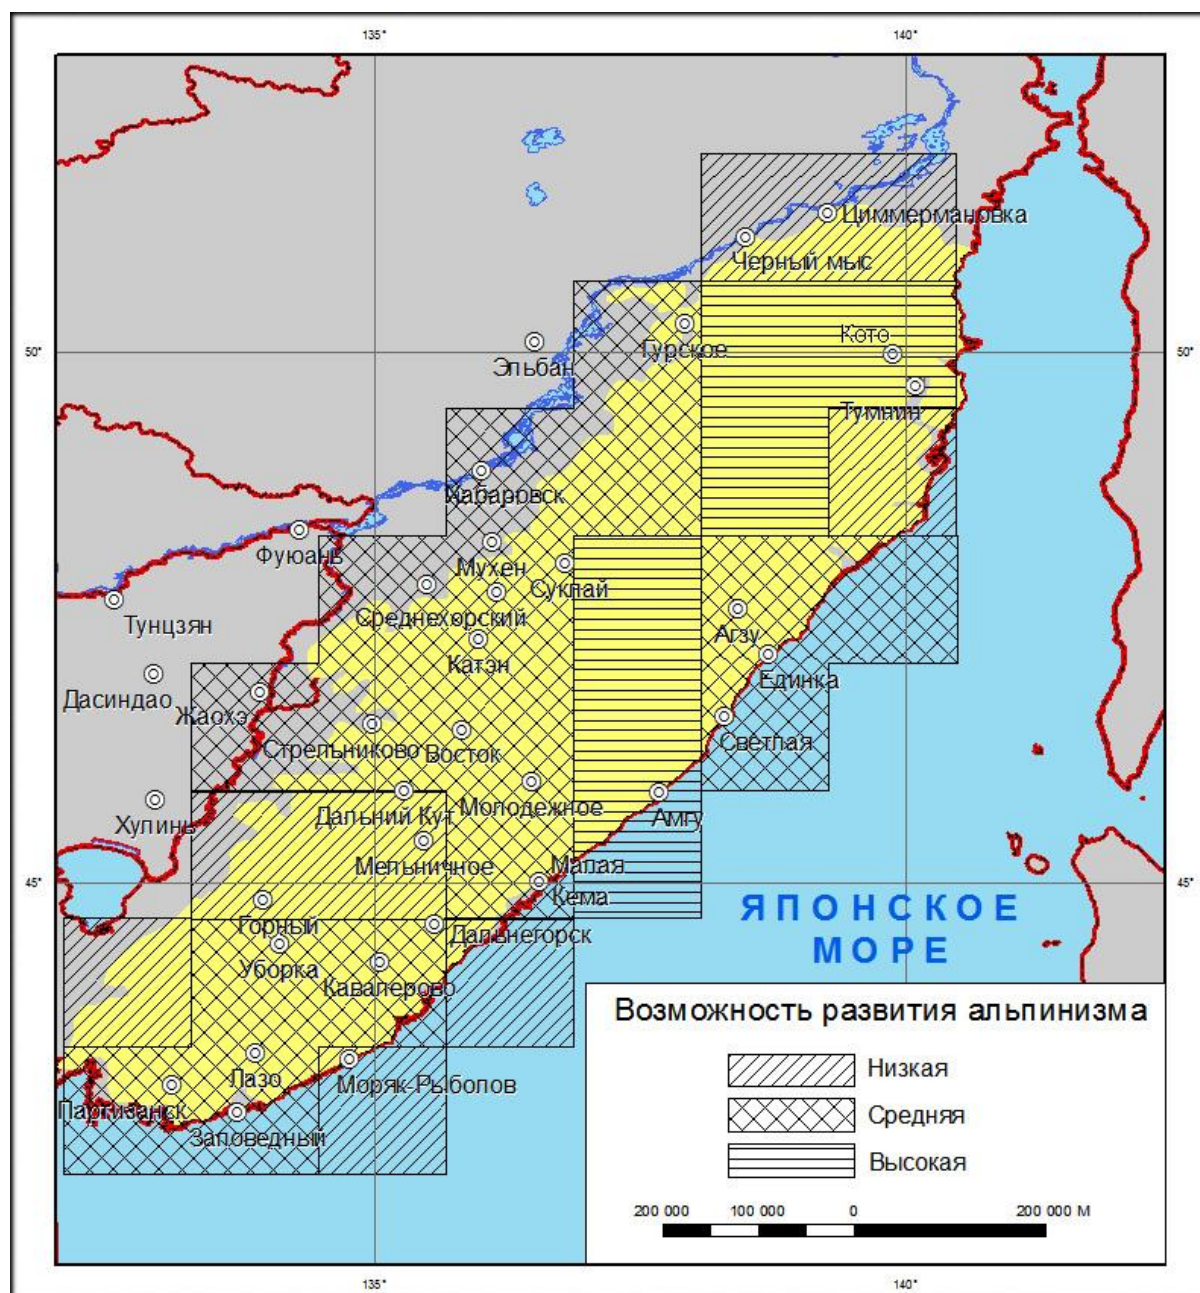 135°
140°
Циммермановка
Черный мыс
Кото
50°
Гурское
50°
Эльбан
Тумнин
Хабаровск
Фуюань
Мухен
Суклай
Среднехорский
Тунцзян
Агзу
Катэн
Единка
Дасиндао
Жаохэ
Стрельниково
Восток
Светлая
Дальний Кут
Молодежное
Амгу
Хулинь
Мельничное
Малая
Кема
45°
45°
ЯПОНСКОЕ
МОРЕ
Горный
Дальнегорск
Уборка
Кавалерово
Лазо
Моряк-Рыболов
Партизанск
Заповедный
Возможность развития альпинизма
Низкая
Средняя
Высокая
200 000 100 000 0 200 000 М
135°
140°